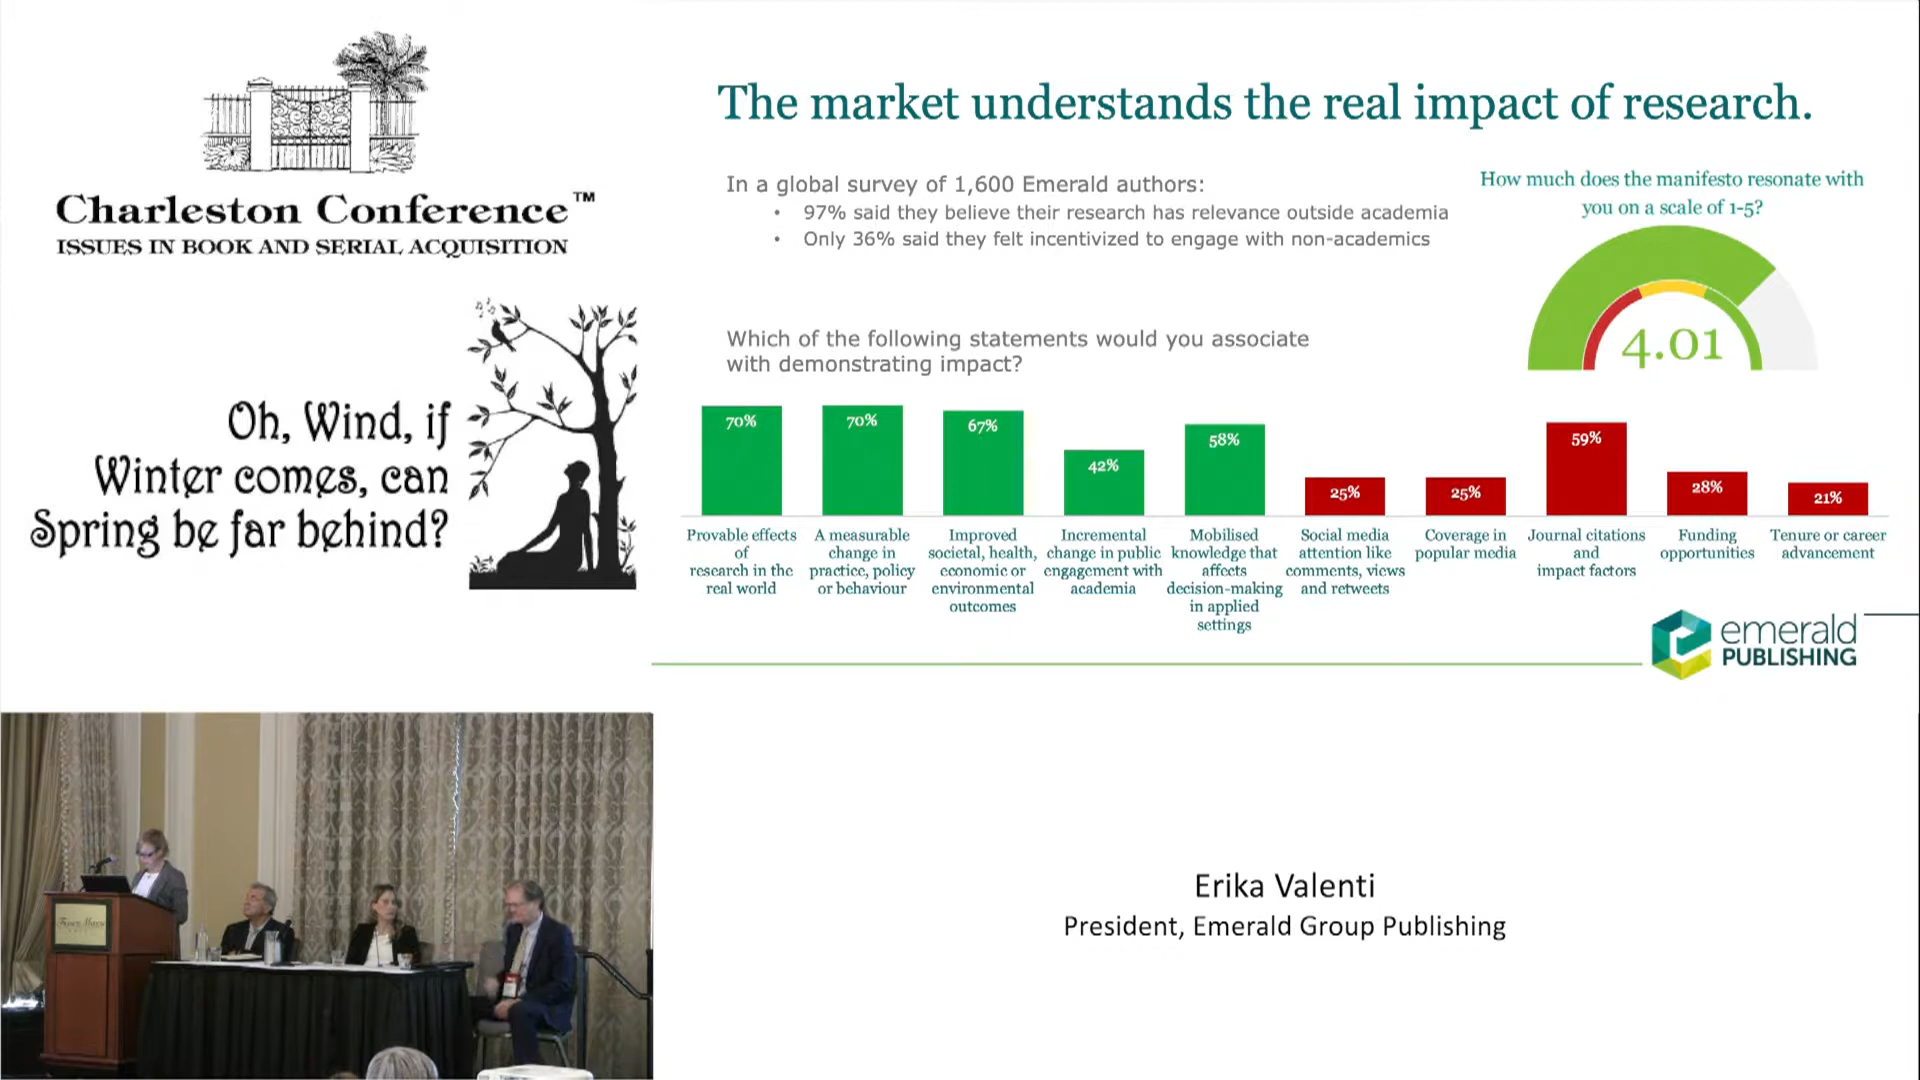 Charleston Conference™
ISSUES IN BOOK AND SERIAL ACQUISITION
Oh, Wind, if
Winter comes, can
Spring be far behind?
The market understands the real impact of research.
In a global survey of 1,600 Emerald authors:
• 97% said they believe their research has relevance outside academia
• Only 36% said they felt incentivized to engage with non-academics
How much does the manifesto resonate with
you on a scale of 1-5?
4.01
Which of the following statements would you associate
with demonstrating impact?
70%
70%
67%
42%
58%
25%
25%
59%
28%
21%
Provable effects
of
research in the
real world
A measurable
change in
practice, policy
or behaviour
Improved
societal, health,
economic or
environmental
outcomes
Incremental
change in public
engagement with
academia
Mobilised
knowledge that
affects
decision-making
in applied
settings
Social media
attention like
comments, views
and retweets
Coverage in
popular media
Journal citations
and
impact factors
Funding
opportunities
Tenure or career
advancement
emerald
PUBLISHING
Erika Valenti
President, Emerald Group Publishing